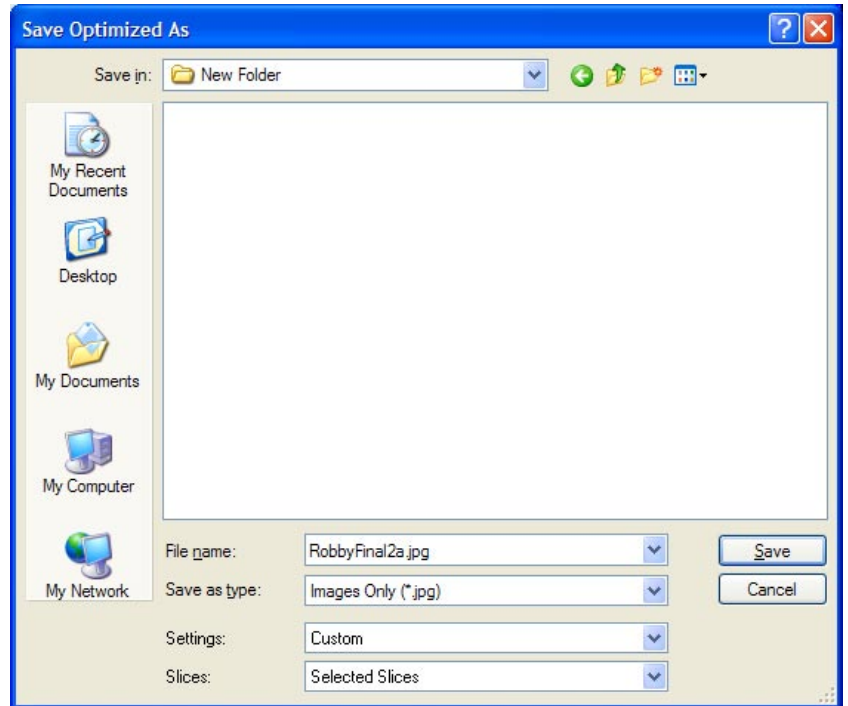 Save Optimized As
Save in: New Folder
My Recent
Documents
Desktop
My Documents
My Computer
My Network
File name: RobbyFinal2a.jpg Save
Save as type: Images Only (*.jpg) Cancel
Settings: Custom
Slices: Selected Slices